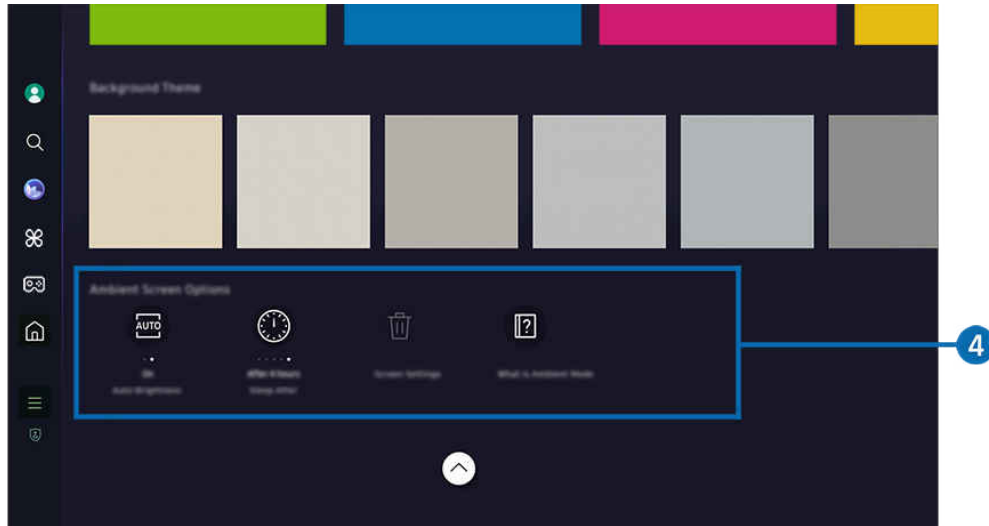 Background Theme
Ambient Screen Options
AUTO
?
On
After 6 hours
Auto Brightness
Sleep After
Screen Settings
What is Ambient Mode
4